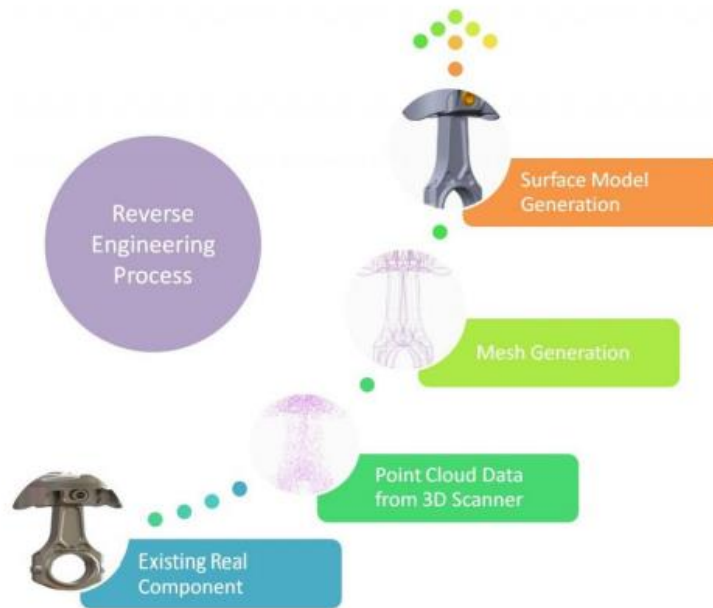 Reverse
Engineering
Process
Surface Model
Generation
Mesh Generation
Point Cloud Data
from 3D Scanner
Existing Real
Component